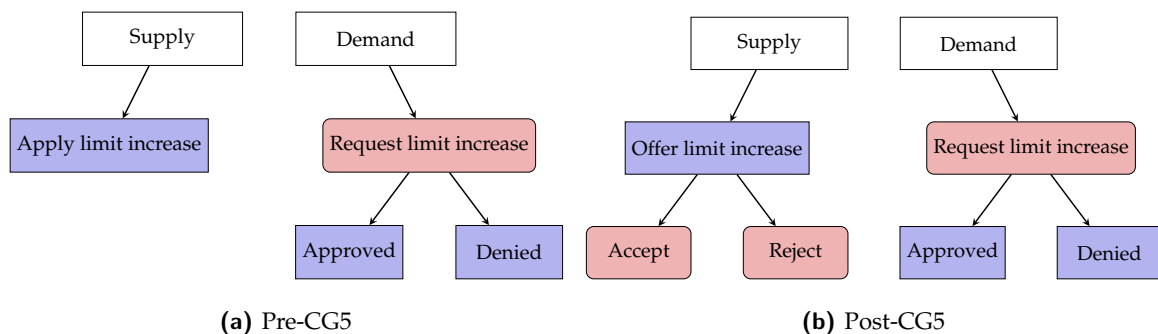 Supply
Demand
Apply limit increase
Request limit increase
Approved
Denied
(a) Pre-CG5
Supply
Demand
Offer limit increase
Request limit increase
Accept
Reject
Approved
Denied
(b) Post-CG5